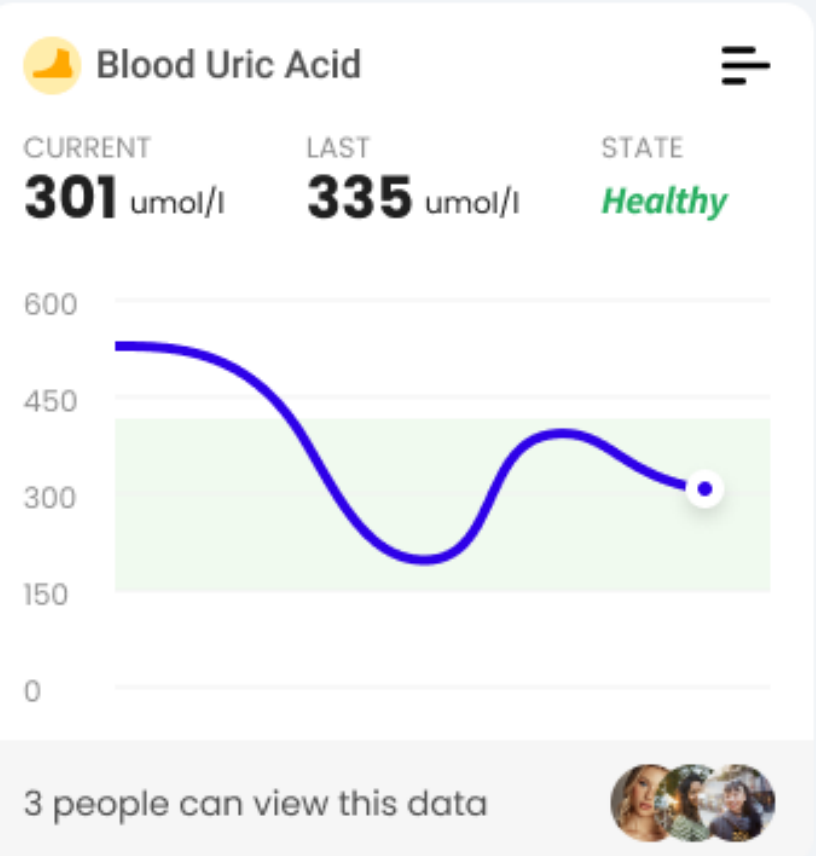 Blood Uric Acid
CURRENT LAST STATE
301 umol/l 335 umol/l Healthy
600
450
300
150
0
3 people can view this data